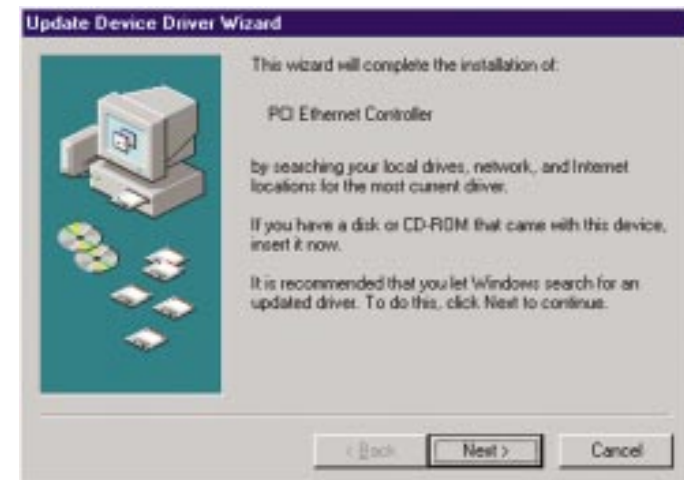 Update Device Driver Wizard
This wizard will complete the installation of:
PCI Ethernet Controller
by searching your local drives, network, and Internet
locations for the most current driver.
If you have a disk or CD-ROM that came with this device,
insert it now.
It is recommended that you let Windows search for an
updated driver. To do this, click Next to continue.
< Back
Next >
Cancel